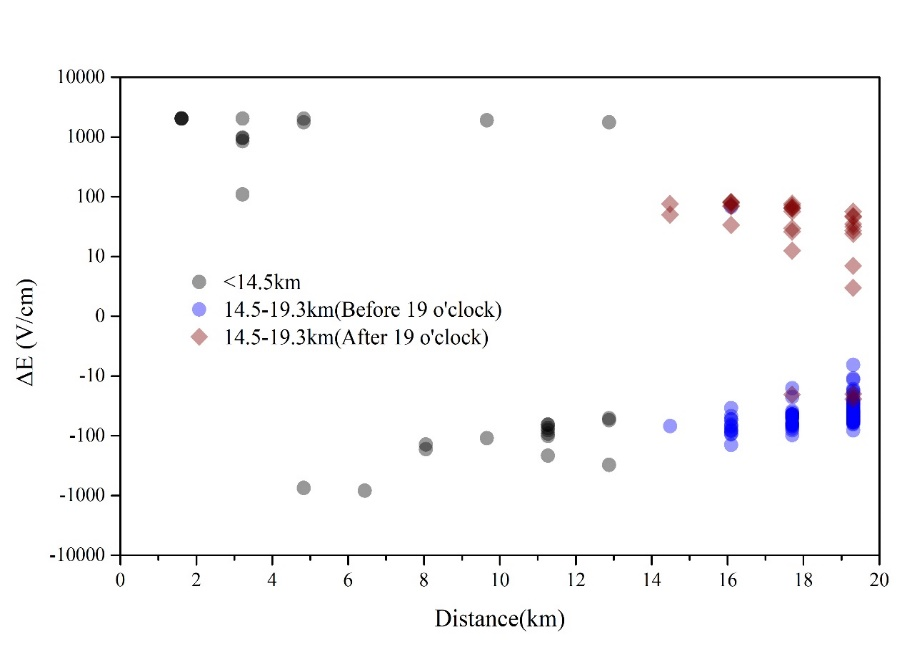 10000
1000
100
10
0
-10
-100
-1000
-10000
ΔE (V/cm)
<14.5km
14.5-19.3km(Before 19 o'clock)
14.5-19.3km(After 19 o'clock)
0 2 4 6 8 10 12 14 16 18 20
Distance(km)